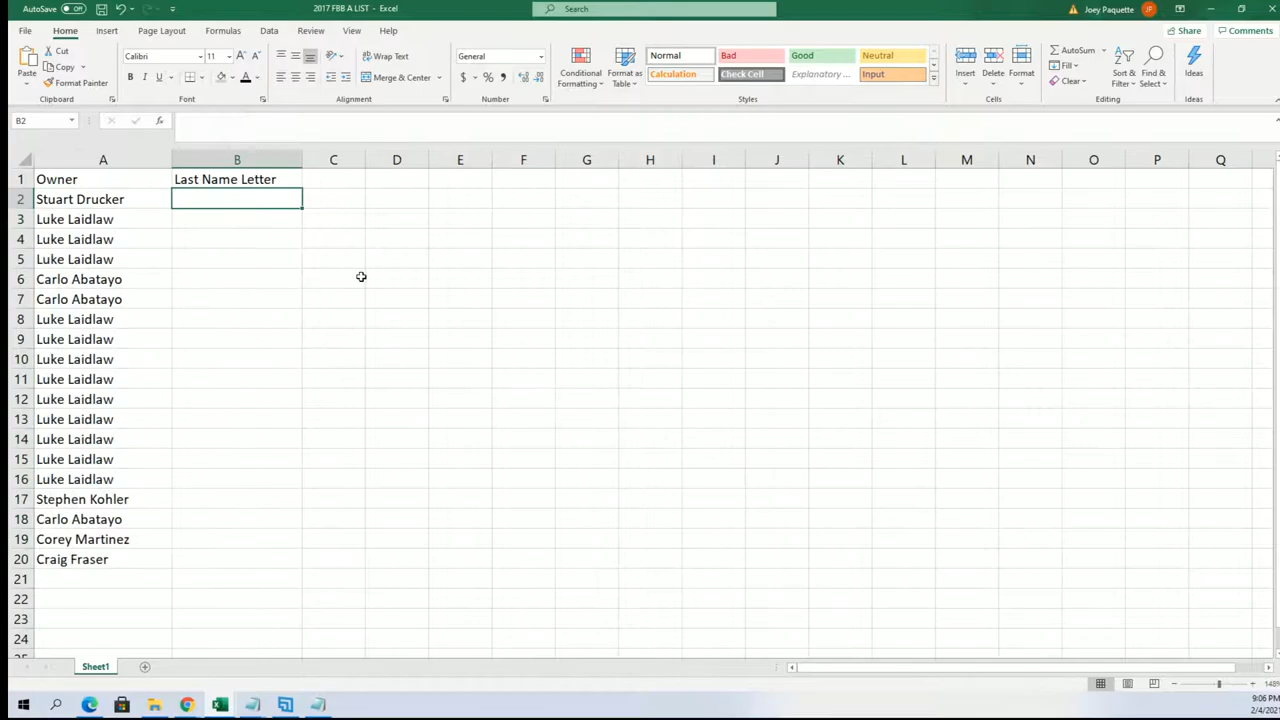 AutoSave Off 2017 FBB A LIST - Excel Search Joey Paquette JP
File Home Insert Page Layout Formulas Data Review View Help Share Comments
Paste Cut Copy Format Painter Clipboard
Calibri 11 B I U A Font
Wrap Text Merge & Center Alignment
General $ % Number
Conditional Formatting Format as Table
Normal Bad Good Neutral
Calculation Check Cell Explanatory ... Input
Styles
Insert Delete Format Cells
AutoSum Fill Clear Sort & Filter Find & Select Editing
Ideas Ideas
B2 fx
A B C D E F G H I J K L M N O P Q
1 Owner Last Name Letter
2 Stuart Drucker
3 Luke Laidlaw
4 Luke Laidlaw
5 Luke Laidlaw
6 Carlo Abatayo
7 Carlo Abatayo
8 Luke Laidlaw
9 Luke Laidlaw
10 Luke Laidlaw
11 Luke Laidlaw
12 Luke Laidlaw
13 Luke Laidlaw
14 Luke Laidlaw
15 Luke Laidlaw
16 Luke Laidlaw
17 Stephen Kohler
18 Carlo Abatayo
19 Corey Martinez
20 Craig Fraser
21
22
23
24
Sheet1
148%
9:06 PM
2/4/2021